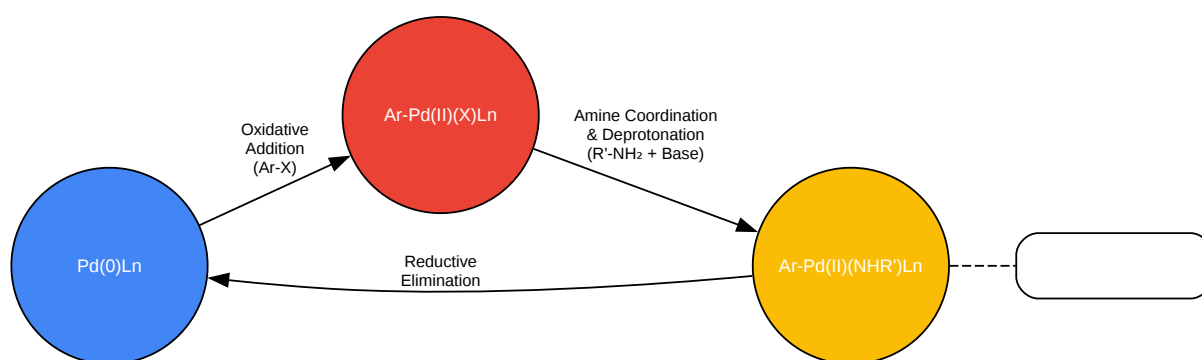 Ar-Pd(II)(X)Ln
Oxidative
Addition
(Ar-X)
Amine Coordination
& Deprotonation
(R'-NH₂ + Base)
Pd(0)Ln
Reductive
Elimination
Ar-Pd(II)(NHR')Ln